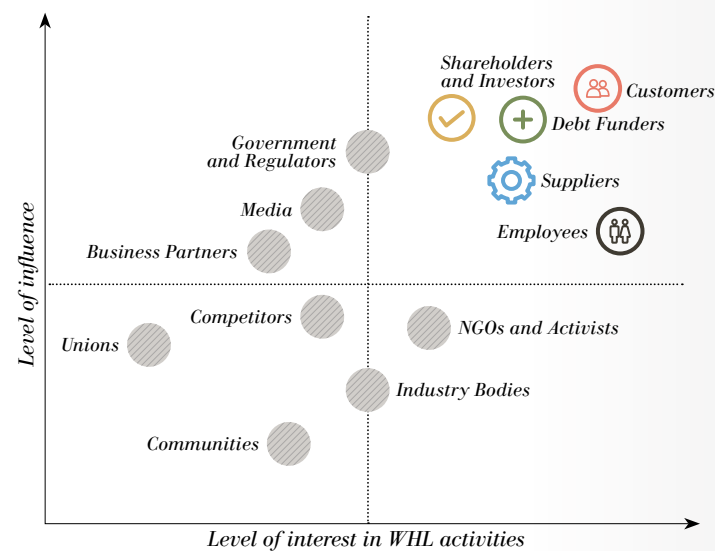 Shareholders
and Investors
Customers
Debt Funders
Government
and Regulators
Suppliers
Media
Employees
Business Partners
Competitors
NGOs and Activists
Unions
Industry Bodies
Communities
Level of influence
Level of interest in WHL activities